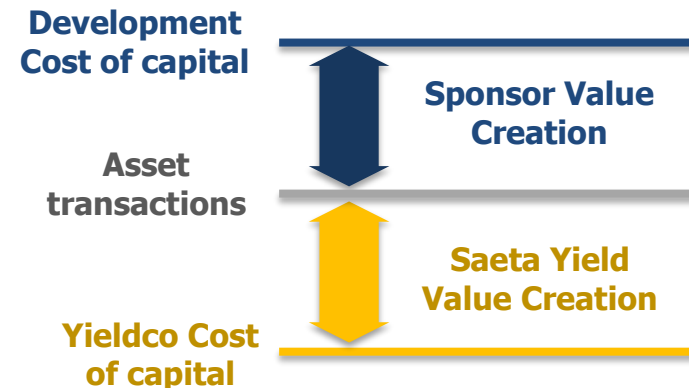 Development
Cost of capital
Sponsor Value
Creation
Asset
transactions
Saeta Yield
Value Creation
Yieldco Cost
of capital